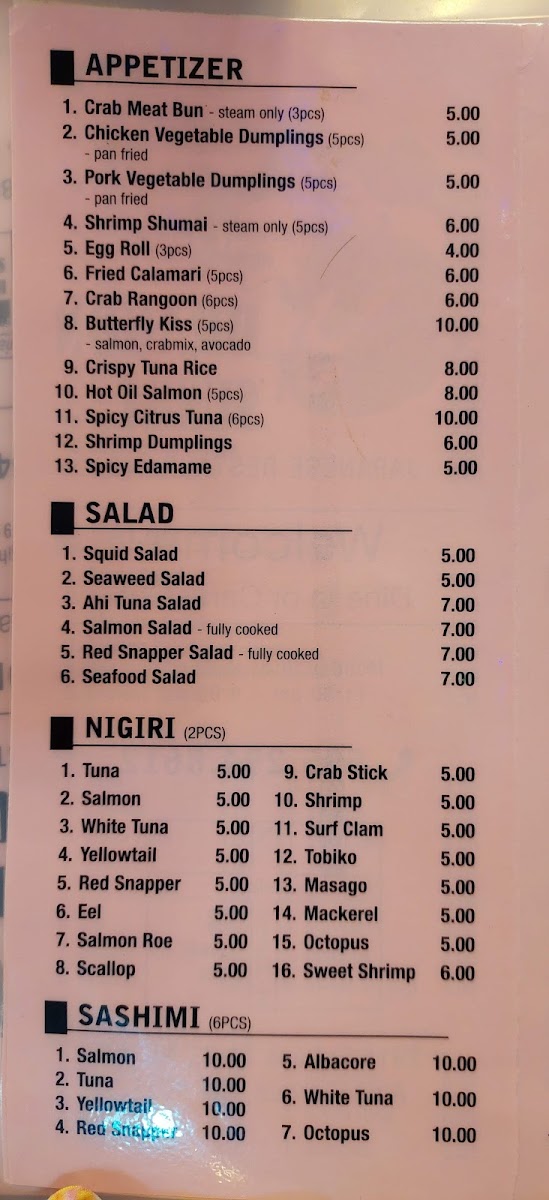 APPETIZER
1. Crab Meat Bun - steam only (3pcs) 5.00
2. Chicken Vegetable Dumplings (5pcs) 5.00
- pan fried
3. Pork Vegetable Dumplings (5pcs) 5.00
- pan fried
4. Shrimp Shumai - steam only (5pcs) 6.00
5. Egg Roll (3pcs) 4.00
6. Fried Calamari (5pcs) 6.00
7. Crab Rangoon (6pcs) 6.00
8. Butterfly Kiss (5pcs) 10.00
- salmon, crabmix, avocado
9. Crispy Tuna Rice 8.00
10. Hot Oil Salmon (5pcs) 8.00
11. Spicy Citrus Tuna (6pcs) 10.00
12. Shrimp Dumplings 6.00
13. Spicy Edamame 5.00
SALAD
1. Squid Salad 5.00
2. Seaweed Salad 5.00
3. Ahi Tuna Salad 7.00
4. Salmon Salad - fully cooked 7.00
5. Red Snapper Salad - fully cooked 7.00
6. Seafood Salad 7.00
NIGIRI (2PCS)
1. Tuna 5.00 9. Crab Stick 5.00
2. Salmon 5.00 10. Shrimp 5.00
3. White Tuna 5.00 11. Surf Clam 5.00
4. Yellowtail 5.00 12. Tobiko 5.00
5. Red Snapper 5.00 13. Masago 5.00
6. Eel 5.00 14. Mackerel 5.00
7. Salmon Roe 5.00 15. Octopus 5.00
8. Scallop 5.00 16. Sweet Shrimp 6.00
SASHIMI (6PCS)
1. Salmon 10.00 5. Albacore 10.00
2. Tuna 10.00
3. Yellowtail 10.00 6. White Tuna 10.00
4. Red Snapper 10.00 7. Octopus 10.00